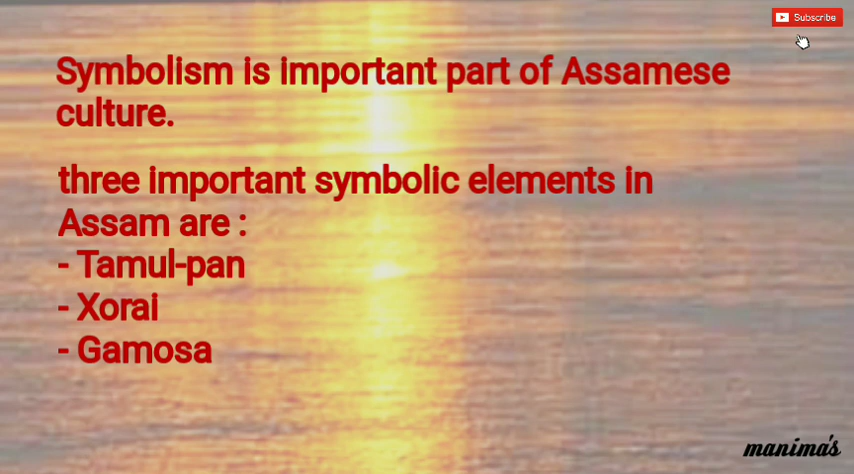 Subscribe
Symbolism is important part of Assamese
culture.
three important symbolic elements in
Assam are :
- Tamul-pan
- Xorai
- Gamosa
manima's